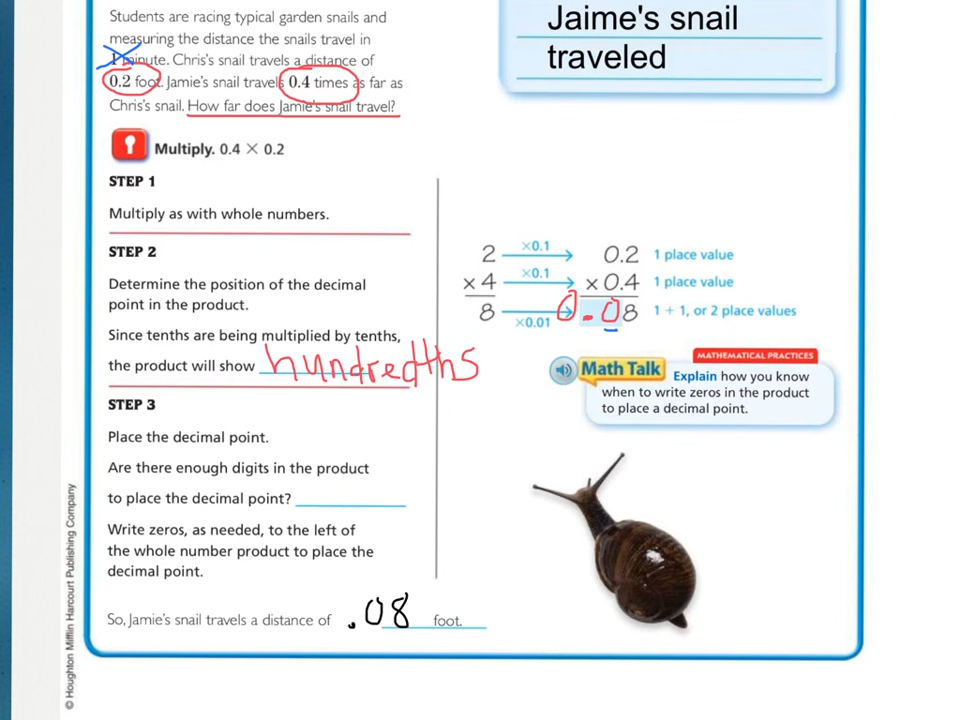 Students are racing typical garden snails and
measuring the distance the snails travel in
1 minute. Chris's snail travels a distance of
0.2 foot. Jamie's snail travels 0.4 times as far as
Chris's snail. How far does Jamie's snail travel?
Jaime's snail
traveled
Multiply. 0.4 × 0.2
STEP 1
Multiply as with whole numbers.
STEP 2
Determine the position of the decimal
point in the product.
Since tenths are being multiplied by tenths,
the product will show hundredths
STEP 3
Place the decimal point.
Are there enough digits in the product
to place the decimal point?
Write zeros, as needed, to the left of
the whole number product to place the
decimal point.
So, Jamie's snail travels a distance of .08 foot.
2 ×0.1 0.2 1 place value
× 4 ×0.1 × 0.4 1 place value
8 ×0.01 0.08 1 + 1, or 2 place values
MATHEMATICAL PRACTICES
Math Talk Explain how you know
when to write zeros in the product
to place a decimal point.
© Houghton Mifflin Harcourt Publishing Company